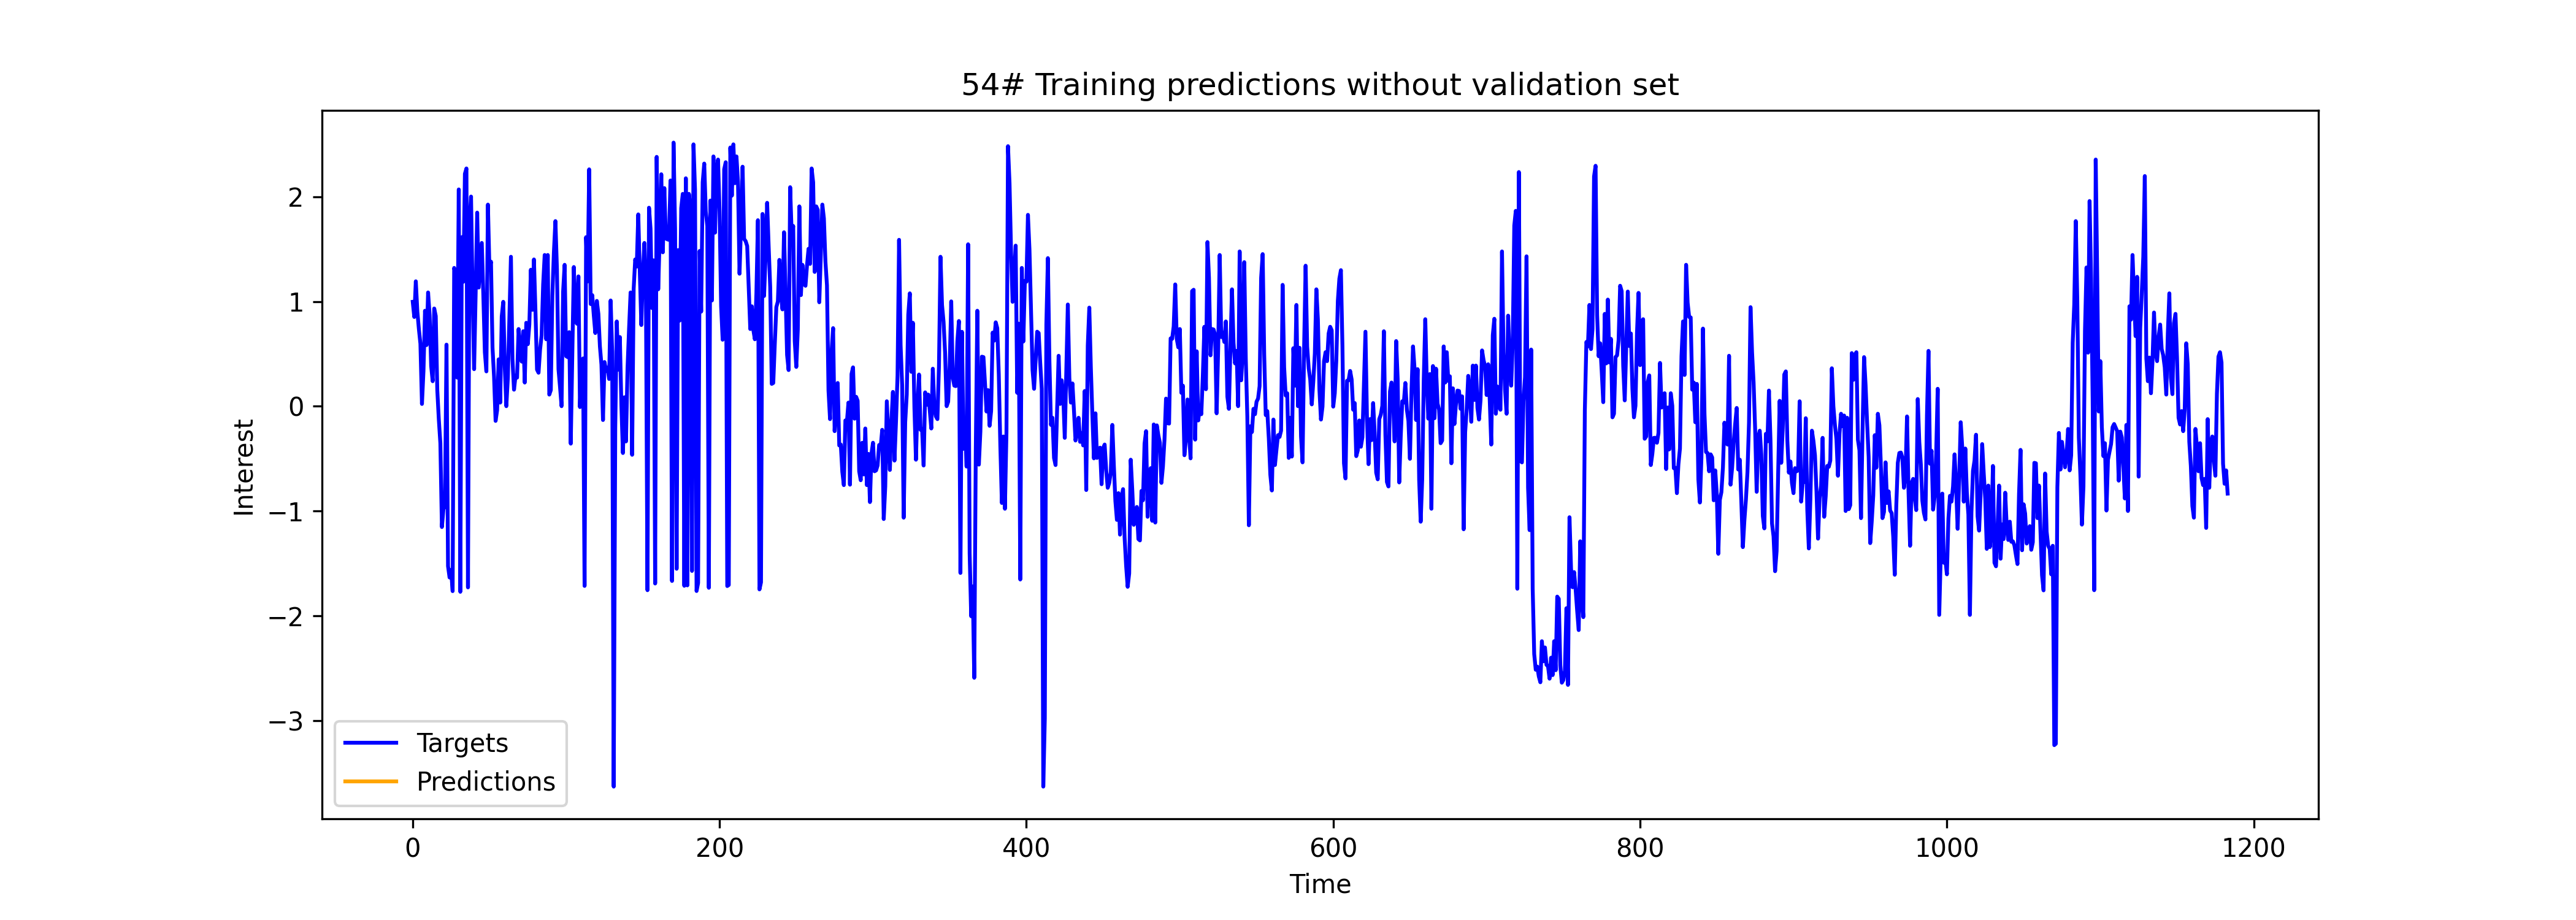 54# Training predictions without validation set
Interest
2
1
0
−1
−2
−3
Targets
Predictions
0
200
400
600
800
1000
1200
Time